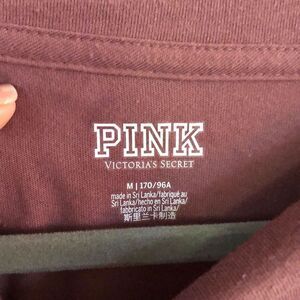 PINK
VICTORIA'S SECRET
M | 170/96A
made in Sri Lanka/fabriqué au
Sri Lanka/hecho en Sri Lanka/
fabbricato in Sri Lanka/
斯里兰卡制造